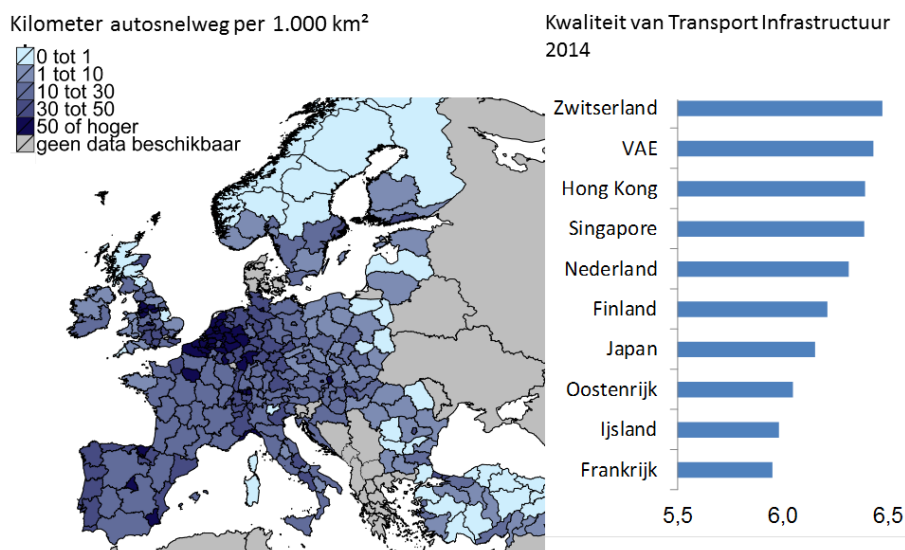 Kilometer autosnelweg per 1.000 km²
0 tot 1
1 tot 10
10 tot 30
30 tot 50
50 of hoger
geen data beschikbaar
Kwaliteit van Transport Infrastructuur
2014
Zwitserland
VAE
Hong Kong
Singapore
Nederland
Finland
Japan
Oostenrijk
Ijsland
Frankrijk
5,5 6,0 6,5